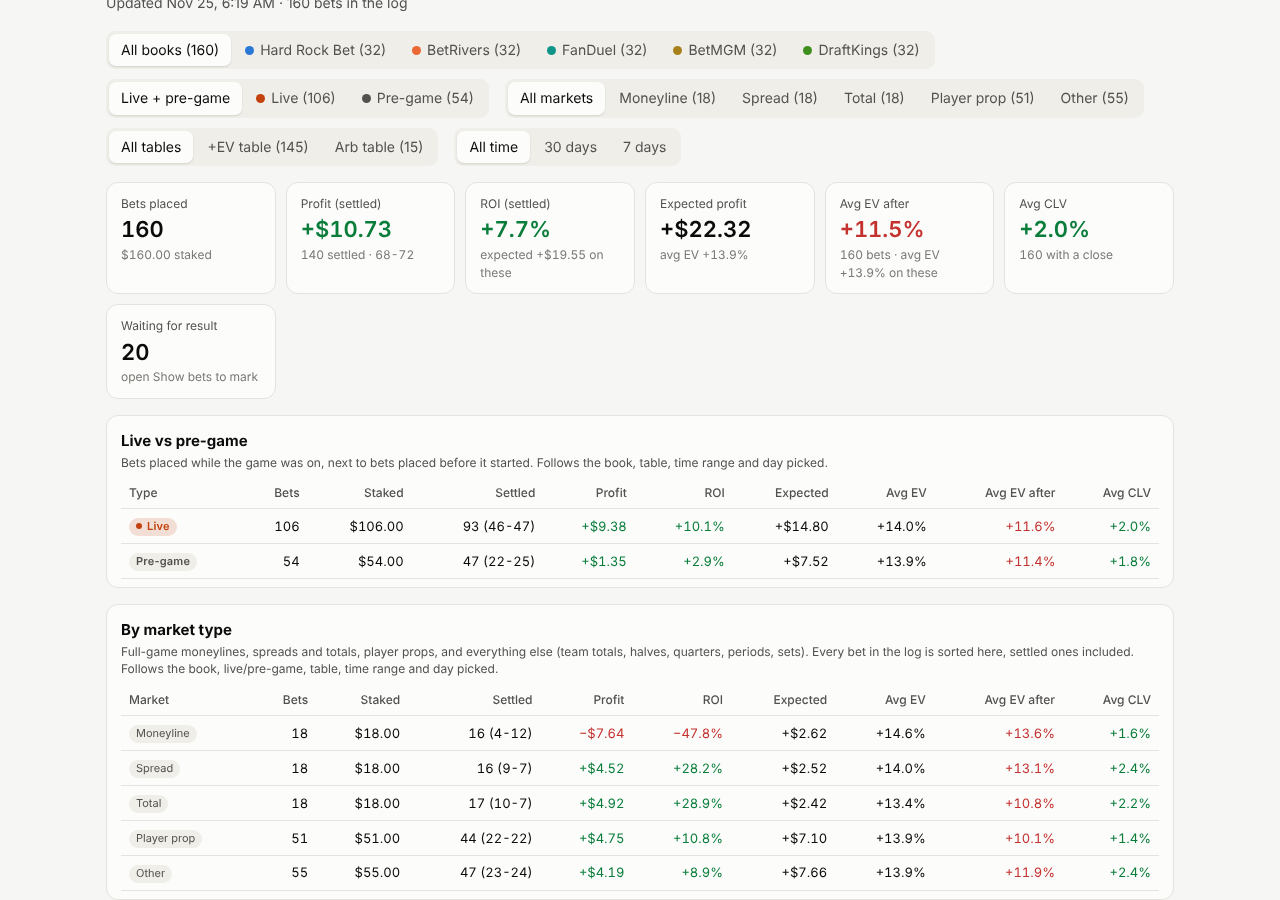 Updated Nov 25, 6:19 AM · 160 bets in the log
All books (160) Hard Rock Bet (32) BetRivers (32) FanDuel (32) BetMGM (32) DraftKings (32)
Live + pre-game Live (106) Pre-game (54) All markets Moneyline (18) Spread (18) Total (18) Player prop (51) Other (55)
All tables +EV table (145) Arb table (15) All time 30 days 7 days
Bets placed
160
$160.00 staked
Profit (settled)
+$10.73
140 settled · 68-72
ROI (settled)
+7.7%
expected +$19.55 on
these
Expected profit
+$22.32
avg EV +13.9%
Avg EV after
+11.5%
160 bets · avg EV
+13.9% on these
Avg CLV
+2.0%
160 with a close
Waiting for result
20
open Show bets to mark
Live vs pre-game
Bets placed while the game was on, next to bets placed before it started. Follows the book, table, time range and day picked.
Type Bets Staked Settled Profit ROI Expected Avg EV Avg EV after Avg CLV
Live 106 $106.00 93 (46-47) +$9.38 +10.1% +$14.80 +14.0% +11.6% +2.0%
Pre-game 54 $54.00 47 (22-25) +$1.35 +2.9% +$7.52 +13.9% +11.4% +1.8%
By market type
Full-game moneylines, spreads and totals, player props, and everything else (team totals, halves, quarters, periods, sets). Every bet in the log is sorted here, settled ones included.
Follows the book, live/pre-game, table, time range and day picked.
Market Bets Staked Settled Profit ROI Expected Avg EV Avg EV after Avg CLV
Moneyline 18 $18.00 16 (4-12) −$7.64 −47.8% +$2.62 +14.6% +13.6% +1.6%
Spread 18 $18.00 16 (9-7) +$4.52 +28.2% +$2.52 +14.0% +13.1% +2.4%
Total 18 $18.00 17 (10-7) +$4.92 +28.9% +$2.42 +13.4% +10.8% +2.2%
Player prop 51 $51.00 44 (22-22) +$4.75 +10.8% +$7.10 +13.9% +10.1% +1.4%
Other 55 $55.00 47 (23-24) +$4.19 +8.9% +$7.66 +13.9% +11.9% +2.4%